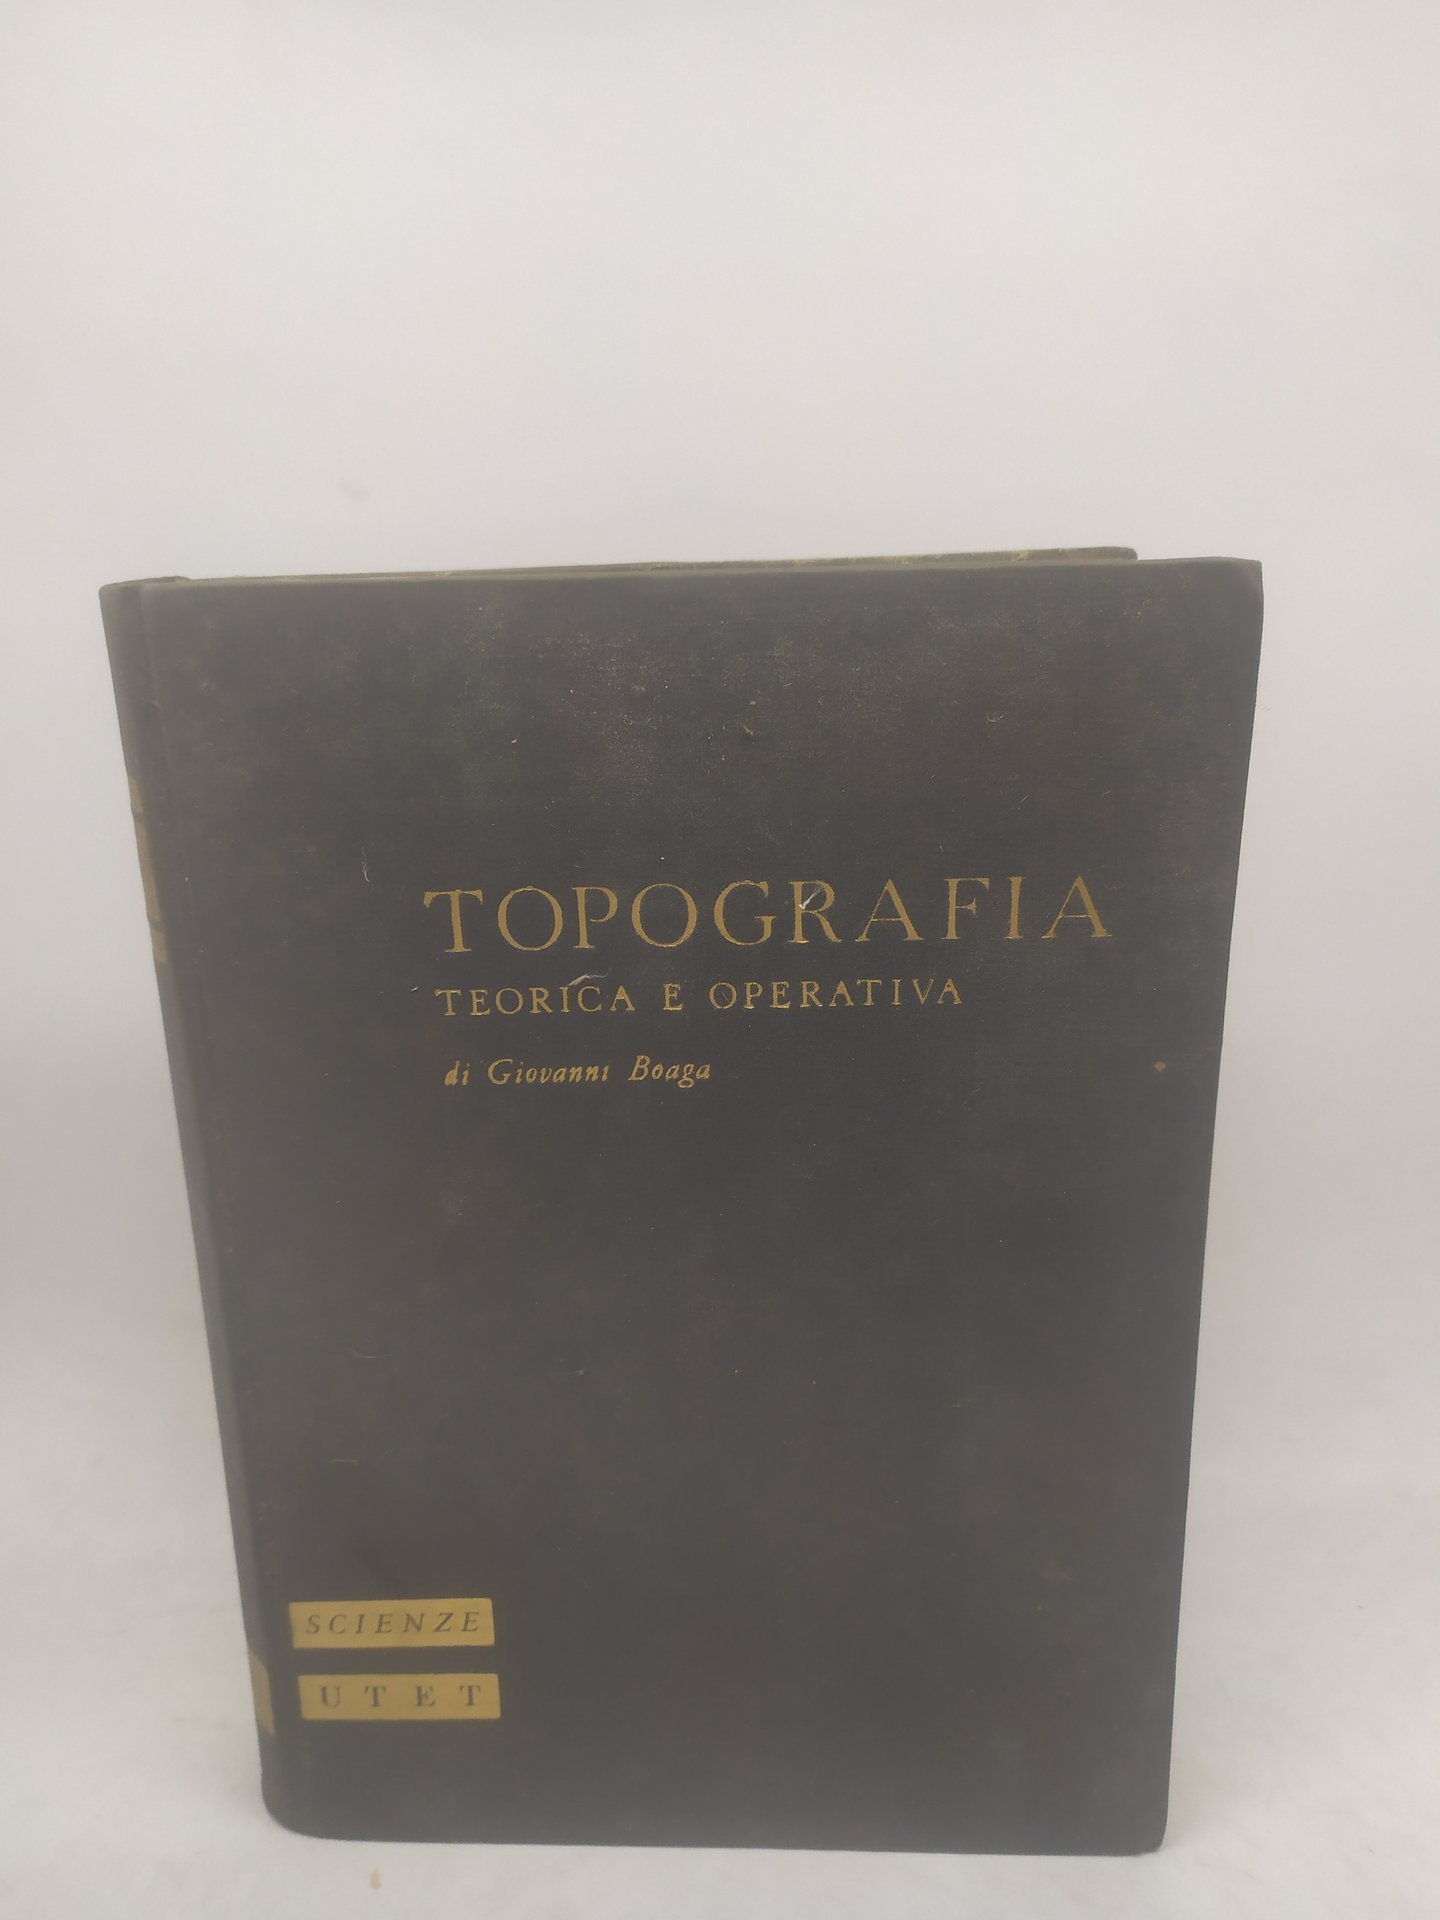 TOPOGRAFIA
TEORICA E OPERATIVA
di Giovanni Boaga
SCIENZE
UTET